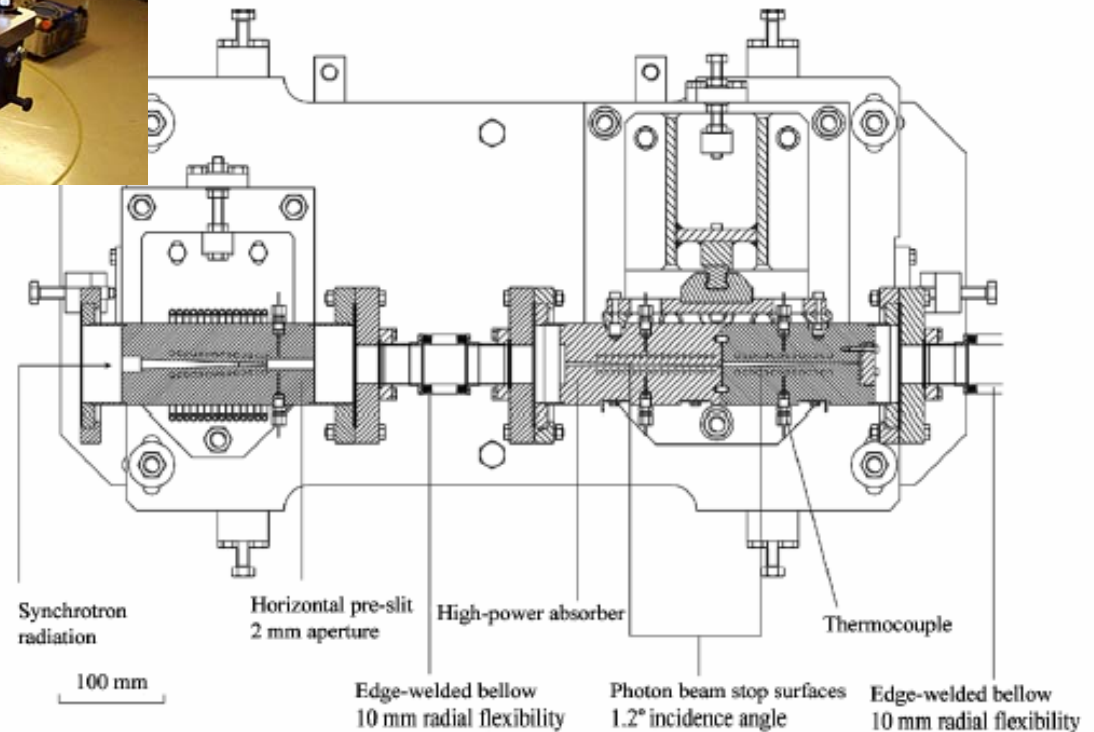 Synchrotron
radiation
100 mm
Horizontal pre-slit
2 mm aperture
High-power absorber
Thermocouple
Edge-welded bellow
10 mm radial flexibility
Photon beam stop surfaces
1.2° incidence angle
Edge-welded bellow
10 mm radial flexibility